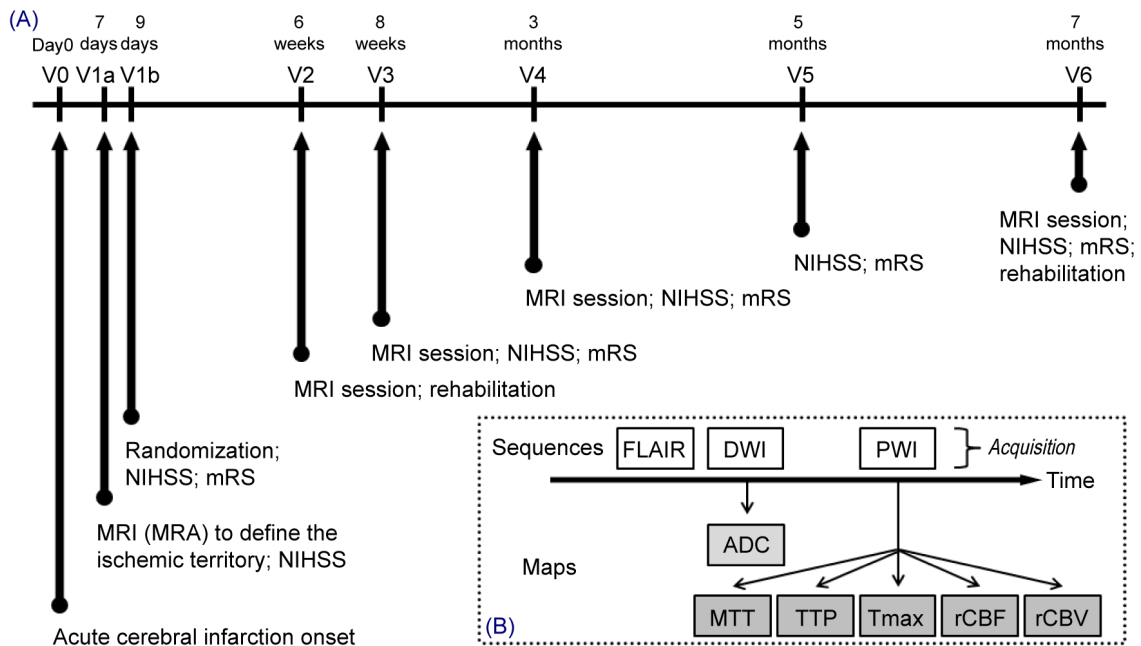 (A)
Day0
7
days
9
days
6
weeks
8
weeks
3
months
5
months
7
months
V0 V1a V1b V2 V3 V4 V5 V6
MRI session;
NIHSS; mRS;
rehabilitation
NIHSS; mRS
MRI session; NIHSS; mRS
MRI session; NIHSS; mRS
MRI session; rehabilitation
Randomization;
NIHSS; mRS
MRI (MRA) to define the
ischemic territory; NIHSS
Acute cerebral infarction onset
Sequences FLAIR DWI PWI Acquisition
Time
ADC
Maps
MTT TTP Tmax rCBF rCBV
(B)